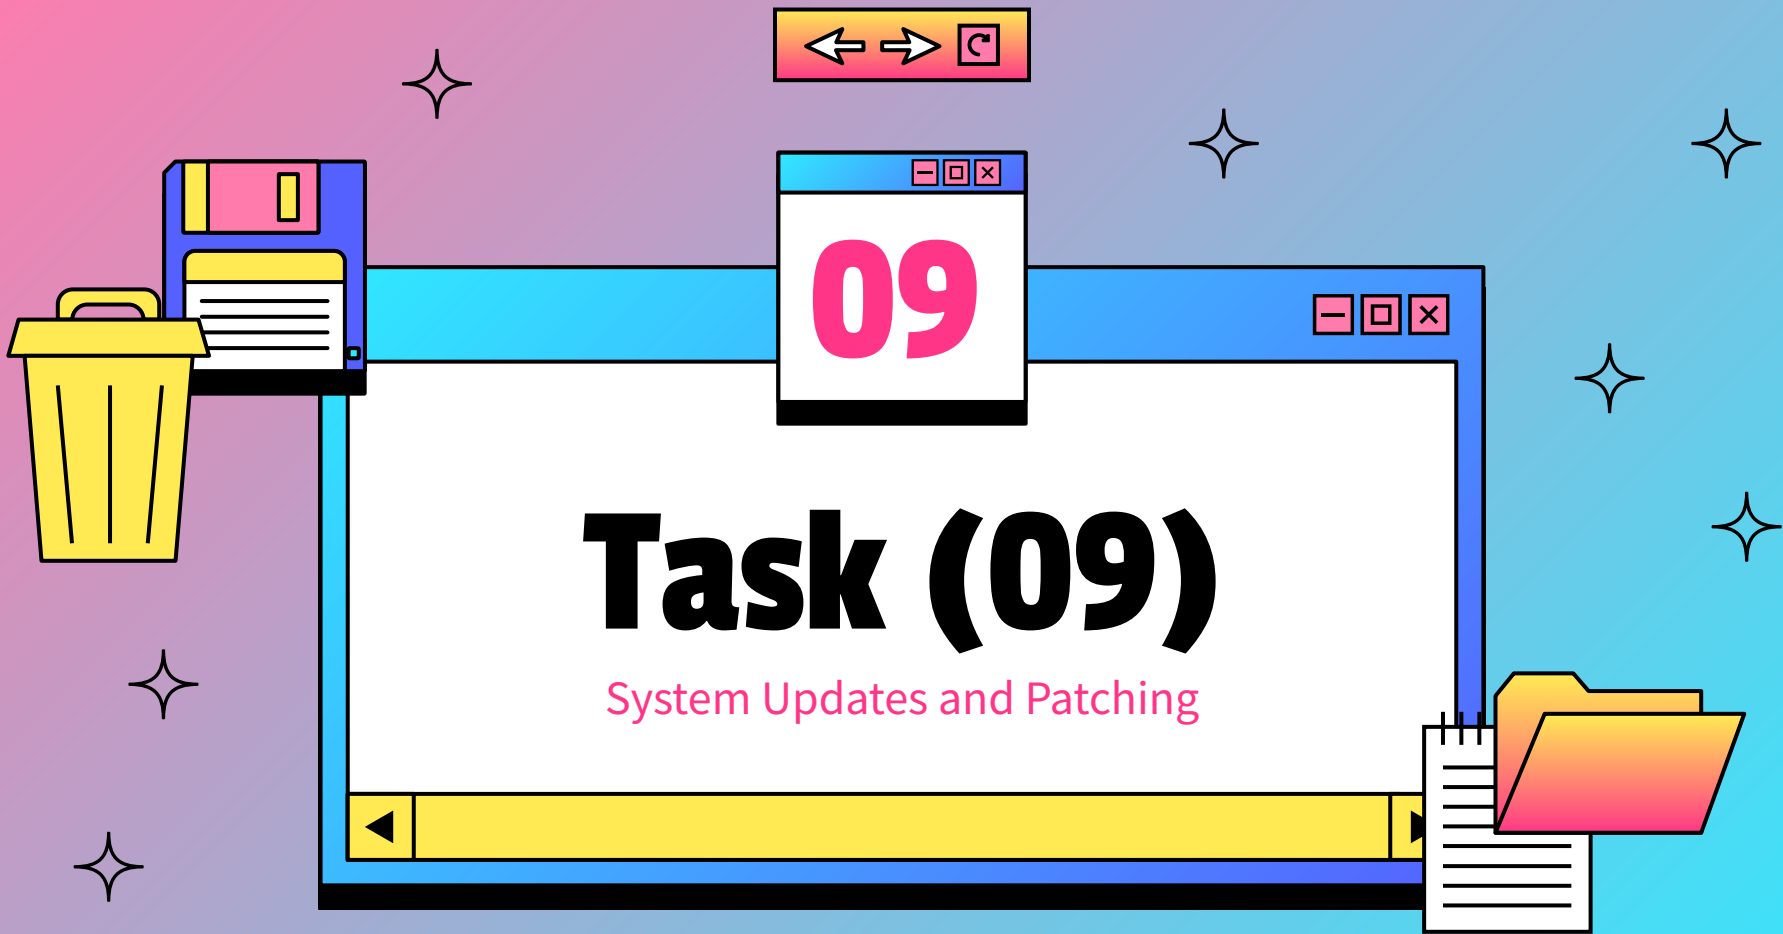 09
Task (09)
System Updates and Patching